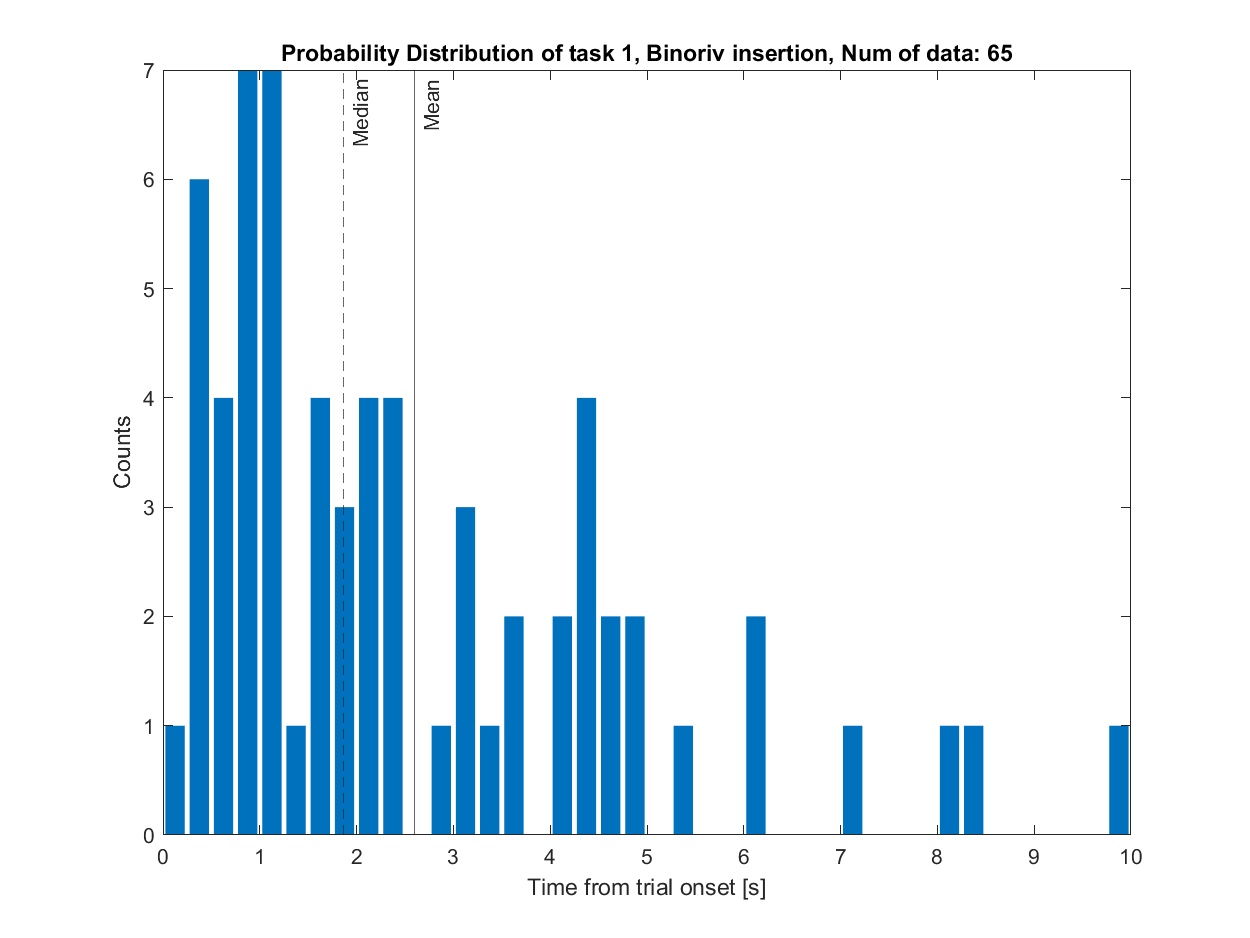 Probability Distribution of task 1, Binoriv insertion, Num of data: 65
7
6
5
4
3
2
1
0
Counts
Median
Mean
0 1 2 3 4 5 6 7 8 9 10
Time from trial onset [s]